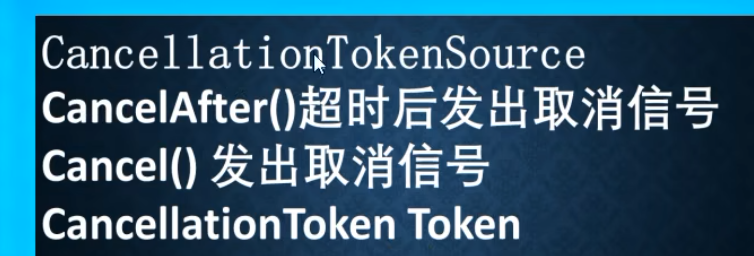 CancellationTokenSource
CancelAfter()超时后发出取消信号
Cancel() 发出取消信号
CancellationToken Token